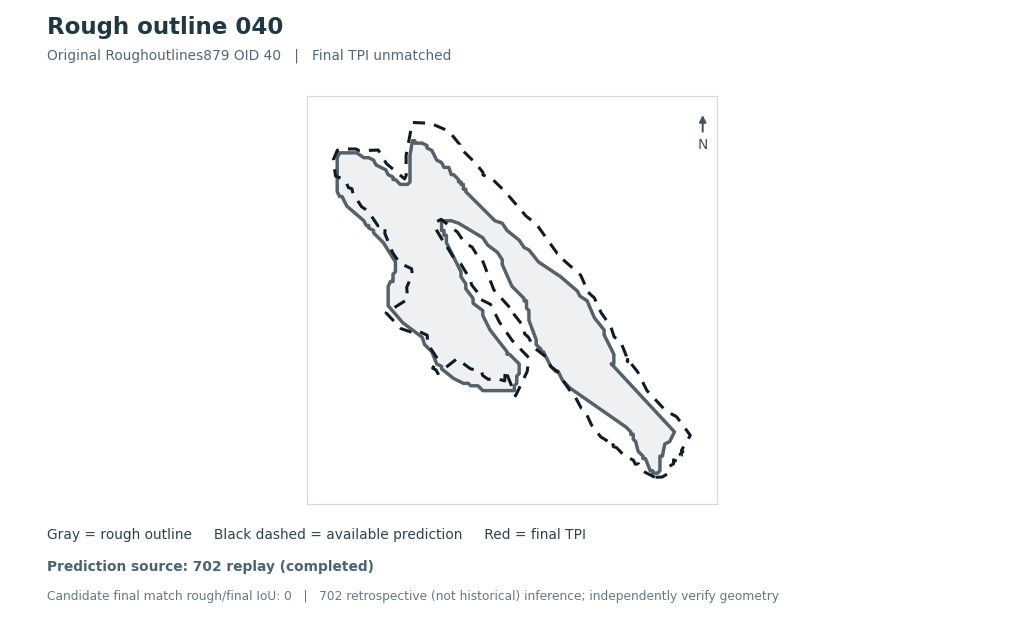 Rough outline 040
Original Roughoutlines879 OID 40   |   Final TPI unmatched
N
Gray = rough outline     Black dashed = available prediction     Red = final TPI
Prediction source: 702 replay (completed)
Candidate final match rough/final IoU: 0   |   702 retrospective (not historical) inference; independently verify geometry